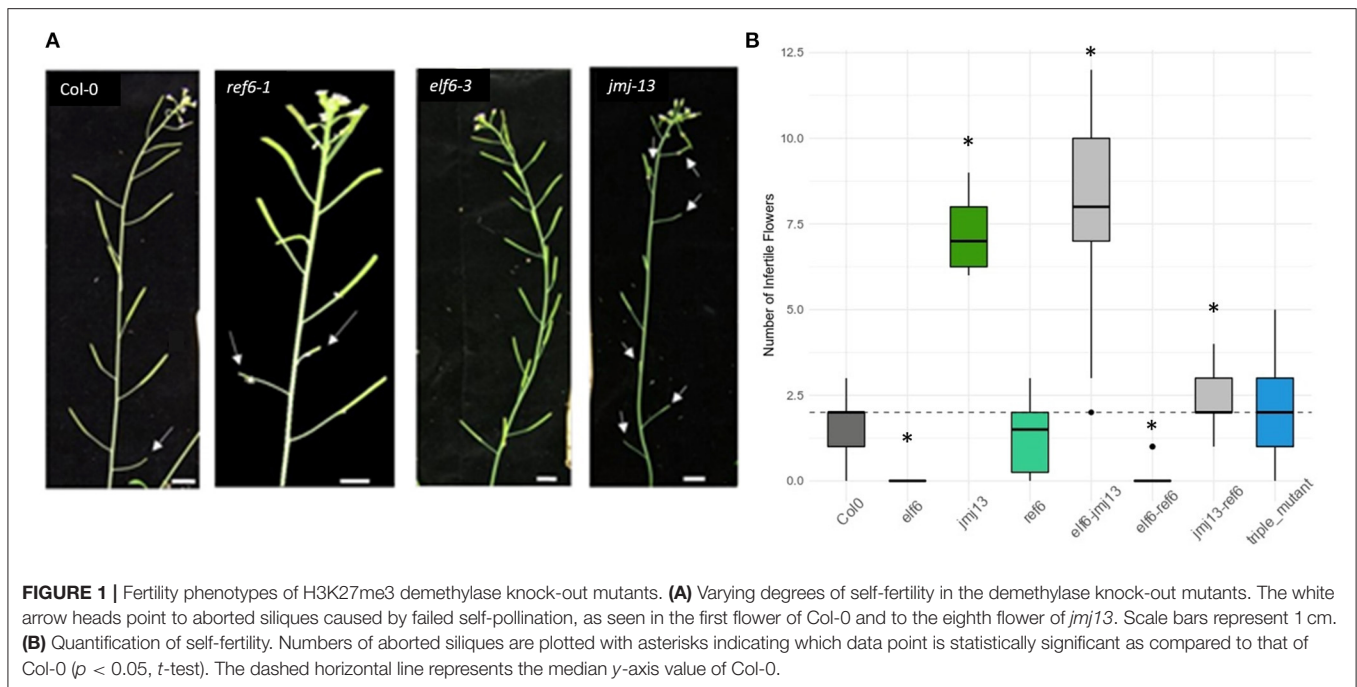 A
Col-0
ref6-1
elf6-3
jmj-13
B
Number of Infertile Flowers
12.5
10.0
7.5
5.0
2.5
0.0
*
*
*
*
*
Col0
elf6
jmj13
ref6
elf6-jmj13
elf6-ref6
jmj13-ref6
triple_mutant
FIGURE 1 | Fertility phenotypes of H3K27me3 demethylase knock-out mutants. (A) Varying degrees of self-fertility in the demethylase knock-out mutants. The white
arrow heads point to aborted siliques caused by failed self-pollination, as seen in the first flower of Col-0 and to the eighth flower of jmj13. Scale bars represent 1 cm.
(B) Quantification of self-fertility. Numbers of aborted siliques are plotted with asterisks indicating which data point is statistically significant as compared to that of
Col-0 (p < 0.05, t-test). The dashed horizontal line represents the median y-axis value of Col-0.